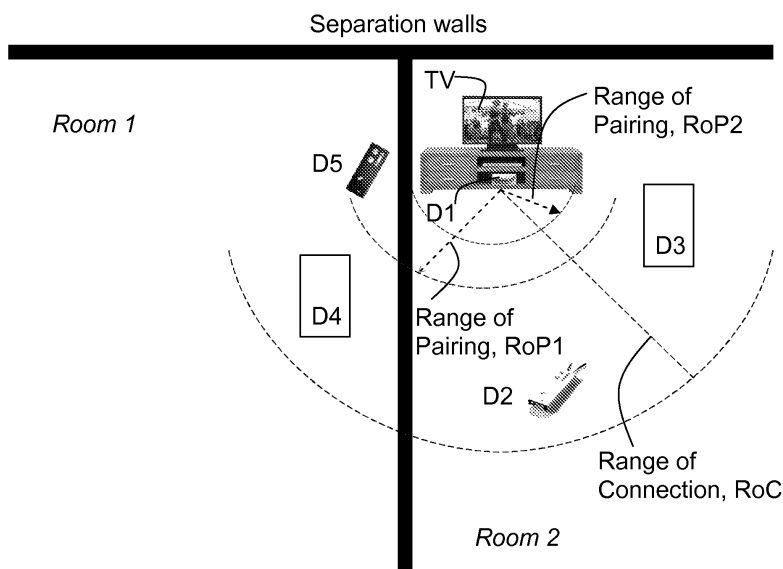 Separation walls
Room 1
TV
Range of
Pairing, RoP2
D5
D1
D3
D4
Range of
Pairing, RoP1
D2
Range of
Connection, RoC
Room 2